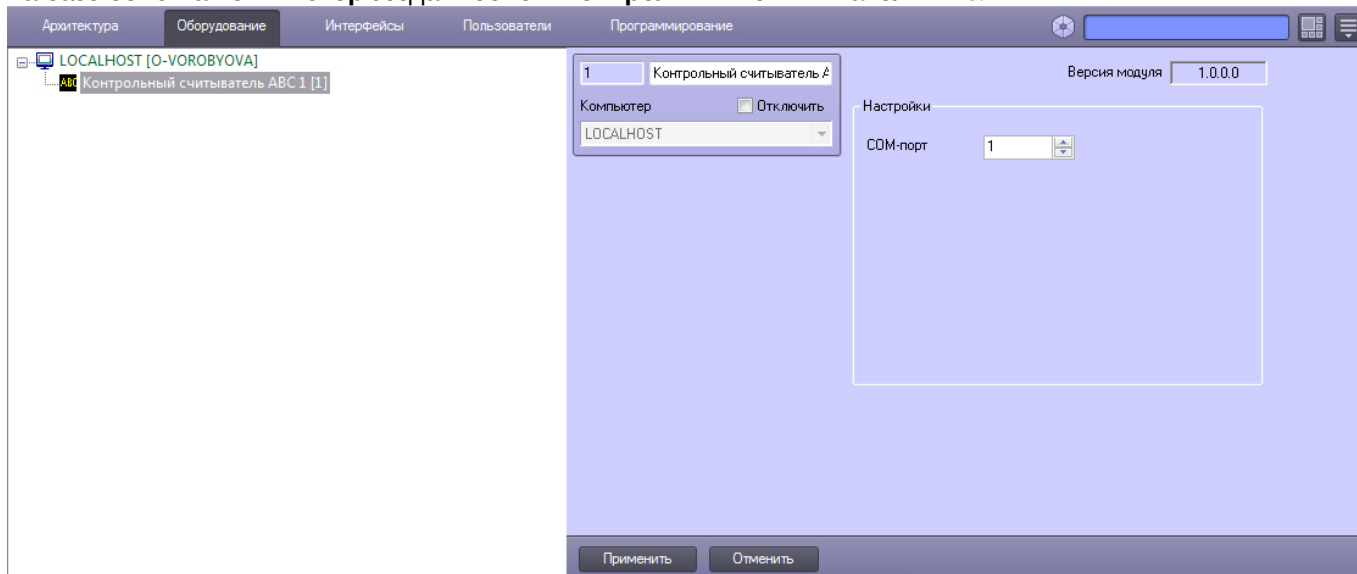 Архитектура Оборудование Интерфейсы Пользователи Программирование
LOCALHOST [O-VOROBYOVA]
ABC Контрольный считыватель ABC 1 [1]
1 Контрольный считыватель
Версия модуля 1.0.0.0
Компьютер Отключить
Настройки
LOCALHOST
COM-порт 1
Применить Отменить